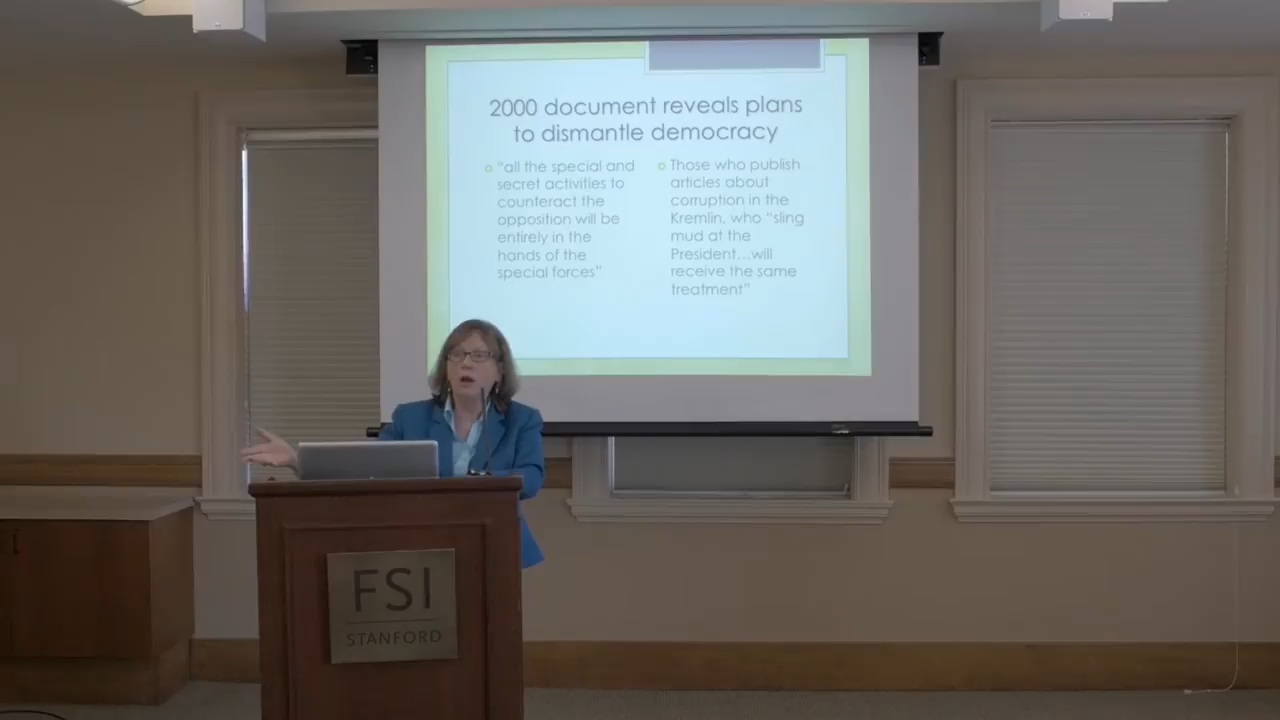 2000 document reveals plans
to dismantle democracy
“all the special and
secret activities to
counteract the
opposition will be
entirely in the
hands of the
special forces”
Those who publish
articles about
corruption in the
Kremlin, who “sling
mud at the
President...will
receive the same
treatment”
FSI
STANFORD